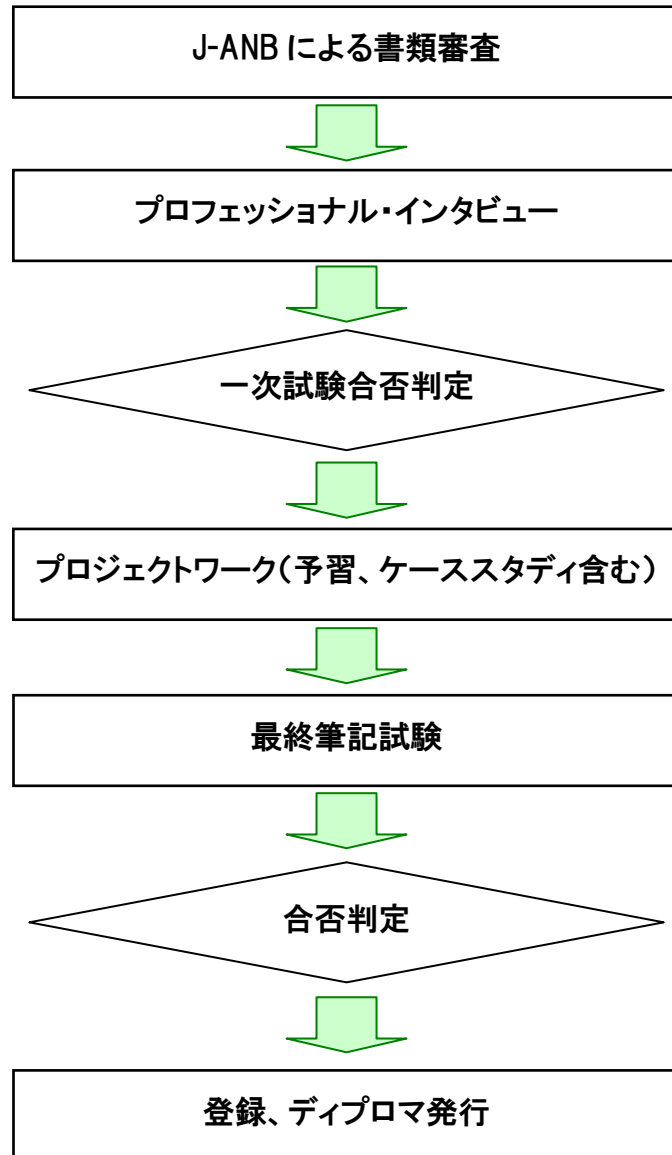 J-ANB による書類審査
プロフェッショナル・インタビュー
一次試験合否判定
プロジェクトワーク(予習、ケーススタディ含む)
最終筆記試験
合否判定
登録、ディプロマ発行